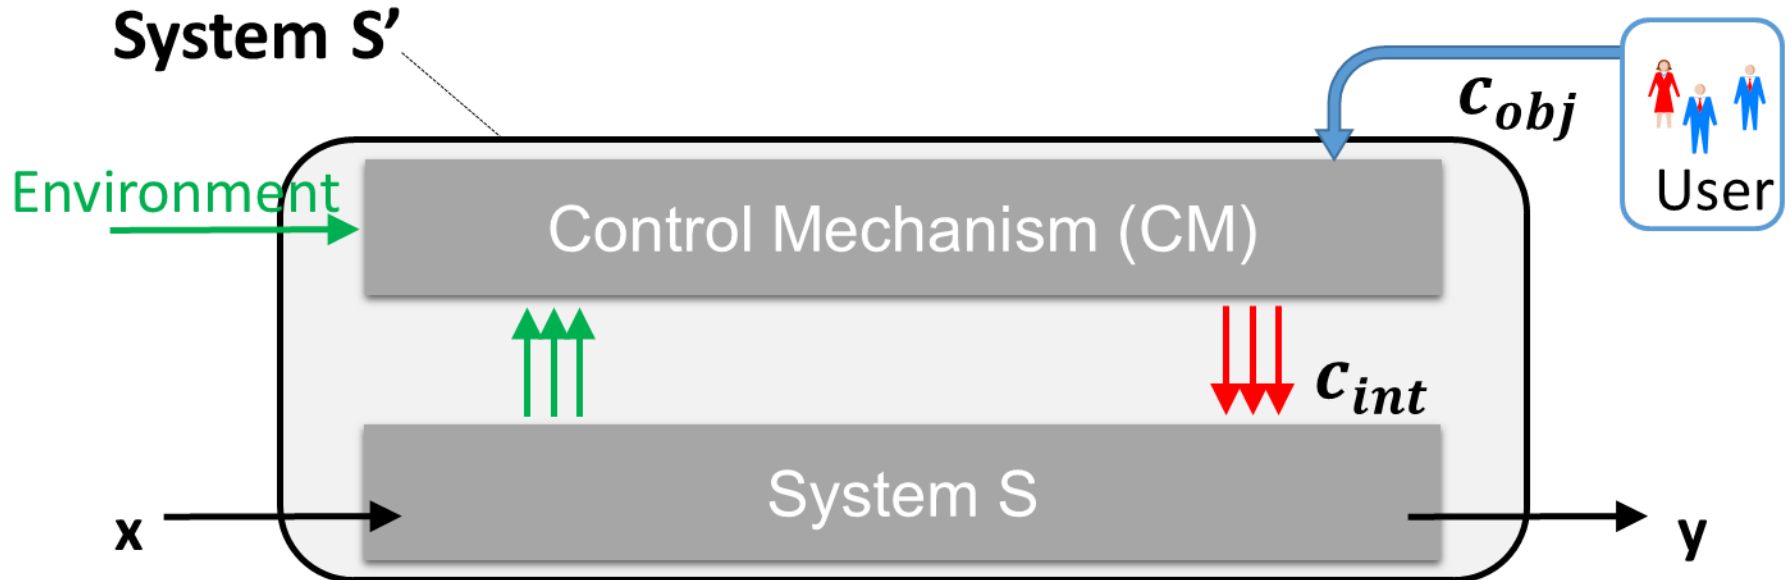 System S’
c_obj
User
Environment
Control Mechanism (CM)
c_int
System S
x
y